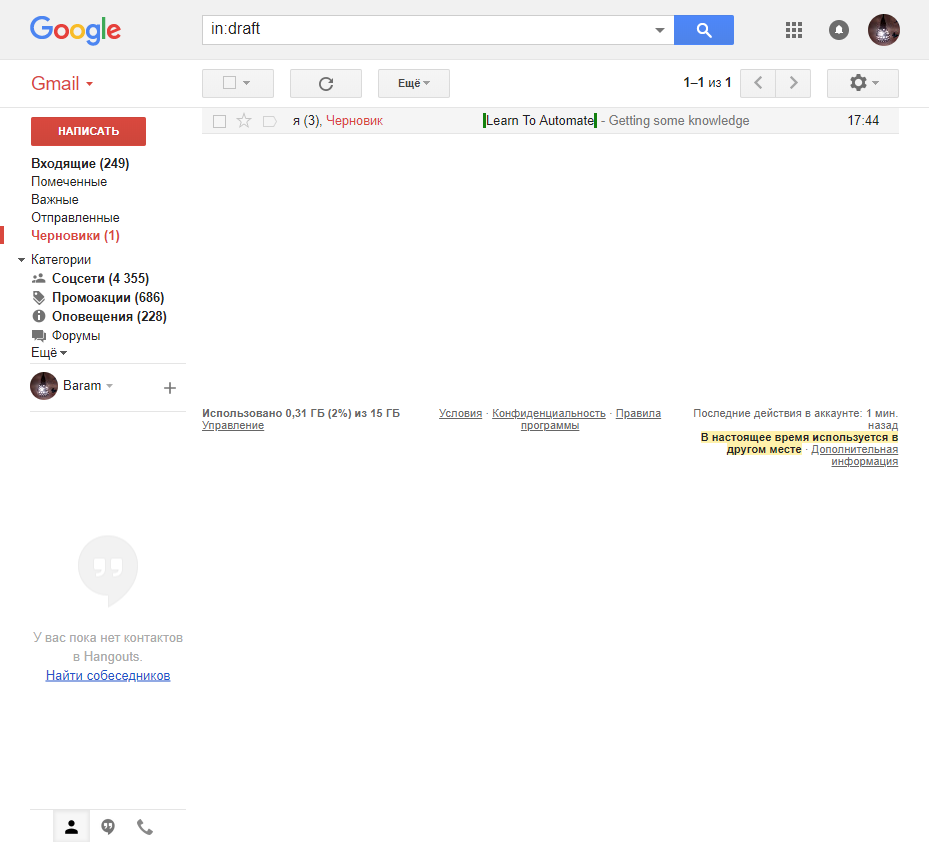 Google
in:draft
Gmail
Ещё
1–1 из 1
НАПИСАТЬ
я (3), Черновик
Learn To Automate - Getting some knowledge
17:44
Входящие (249)
Помеченные
Важные
Отправленные
Черновики (1)
Категории
Соцсети (4 355)
Промоакции (686)
Оповещения (228)
Форумы
Ещё
Baram
Использовано 0,31 ГБ (2%) из 15 ГБ
Управление
Условия · Конфиденциальность · Правила
программы
Последние действия в аккаунте: 1 мин.
назад
В настоящее время используется в
другом месте · Дополнительная
информация
У вас пока нет контактов
в Hangouts.
Найти собеседников